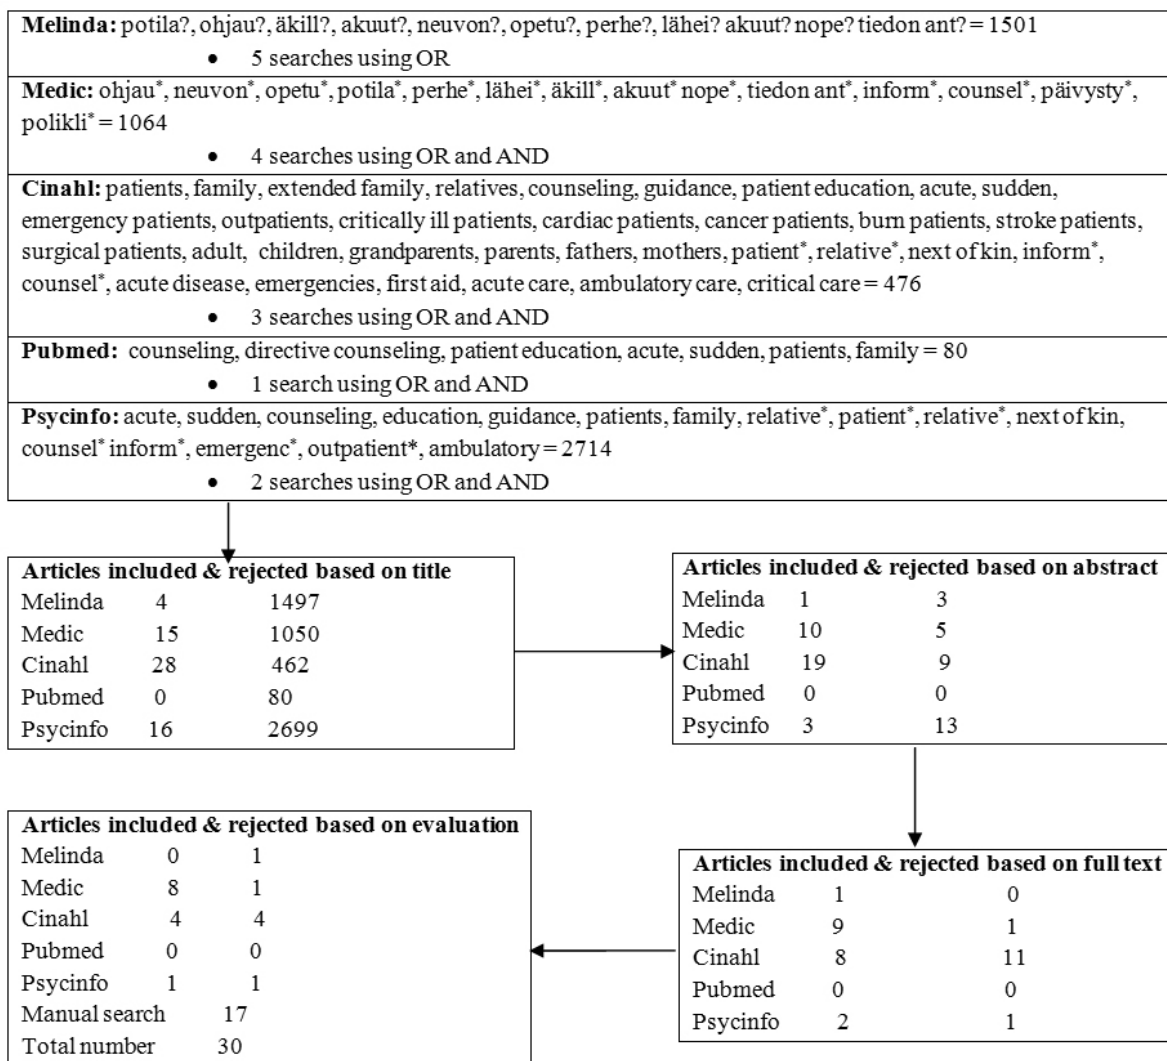 Melinda: potila?, ohjau?, äkill?, akuut?, neuvon?, opetu?, perhe?, lähei? akuut? nope? tiedon ant? = 1501
• 5 searches using OR
Medic: ohjau*, neuvon*, opetu*, potila*, perhe*, lähei*, äkill*, akuut* nope*, tiedon ant*, inform*, counsel*, päivysty*,
polikli* = 1064
• 4 searches using OR and AND
Cinahl: patients, family, extended family, relatives, counseling, guidance, patient education, acute, sudden,
emergency patients, outpatients, critically ill patients, cardiac patients, cancer patients, burn patients, stroke patients,
surgical patients, adult, children, grandparents, parents, fathers, mothers, patient*, relative*, next of kin, inform*,
counsel*, acute disease, emergencies, first aid, acute care, ambulatory care, critical care = 476
• 3 searches using OR and AND
Pubmed: counseling, directive counseling, patient education, acute, sudden, patients, family = 80
• 1 search using OR and AND
Psycinfo: acute, sudden, counseling, education, guidance, patients, family, relative*, patient*, relative*, next of kin,
counsel* inform*, emergenc*, outpatient*, ambulatory = 2714
• 2 searches using OR and AND
Articles included & rejected based on title
Melinda 4 1497
Medic 15 1050
Cinahl 28 462
Pubmed 0 80
Psycinfo 16 2699
Articles included & rejected based on abstract
Melinda 1 3
Medic 10 5
Cinahl 19 9
Pubmed 0 0
Psycinfo 3 13
Articles included & rejected based on full text
Melinda 1 0
Medic 9 1
Cinahl 8 11
Pubmed 0 0
Psycinfo 2 1
Articles included & rejected based on evaluation
Melinda 0 1
Medic 8 1
Cinahl 4 4
Pubmed 0 0
Psycinfo 1 1
Manual search 17
Total number 30